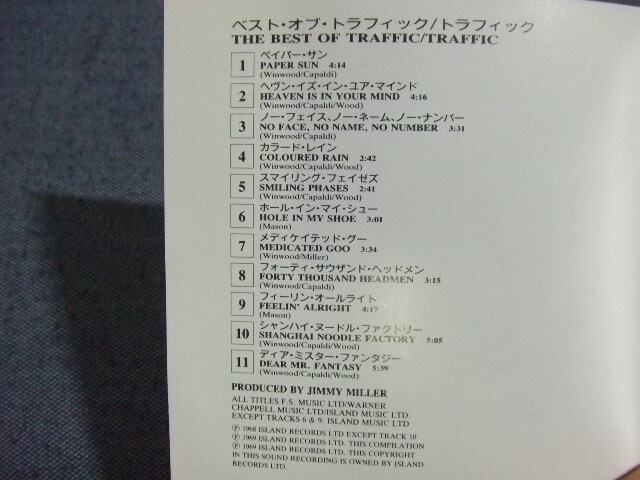 ベスト・オブ・トラフィック/トラフィック
THE BEST OF TRAFFIC/TRAFFIC
1 ペイパー・サン
PAPER SUN 4:14
(Winwood/Capaldi)
2 ヘヴン・イズ・イン・ユア・マインド
HEAVEN IS IN YOUR MIND 4:16
(Winwood/Capaldi/Wood)
3 ノー・フェイス、ノー・ネーム、ノー・ナンバー
NO FACE, NO NAME, NO NUMBER 3:31
(Winwood/Capaldi)
4 カラード・レイン
COLOURED RAIN 2:42
(Winwood/Capaldi/Wood)
5 スマイリング・フェイゼズ
SMILING PHASES 2:41
(Winwood/Capaldi/Wood)
6 ホール・イン・マイ・シュー
HOLE IN MY SHOE 3:01
(Mason)
7 メディケイテッド・グー
MEDICATED GOO 3:34
(Winwood/Miller)
8 フォーティ・サウザンド・ヘッドメン
FORTY THOUSAND HEADMEN 3:15
(Winwood/Capaldi)
9 フィーリン・オールライト
FEELIN' ALRIGHT 4:17
(Mason)
10 シャンハイ・ヌードル・ファクトリー
SHANGHAI NOODLE FACTORY 5:05
(Winwood/Capaldi/Wood)
11 ディア・ミスター・ファンタジー
DEAR MR. FANTASY 5:39
(Winwood/Capaldi/Wood)
PRODUCED BY JIMMY MILLER
ALL TITLES F.S. MUSIC LTD/WARNER
CHAPPELL MUSIC LTD/ISLAND MUSIC LTD
EXCEPT TRACKS 6 & 9: ISLAND MUSIC LTD
Ⓟ 1968 ISLAND RECORDS LTD EXCEPT TRACK 10
Ⓟ 1969 ISLAND RECORDS LTD. THIS COMPILATION
Ⓟ 1969 ISLAND RECORDS LTD. THIS COPYRIGHT
IN THIS SOUND RECORDING IS OWNED BY ISLAND
RECORDS LTD.